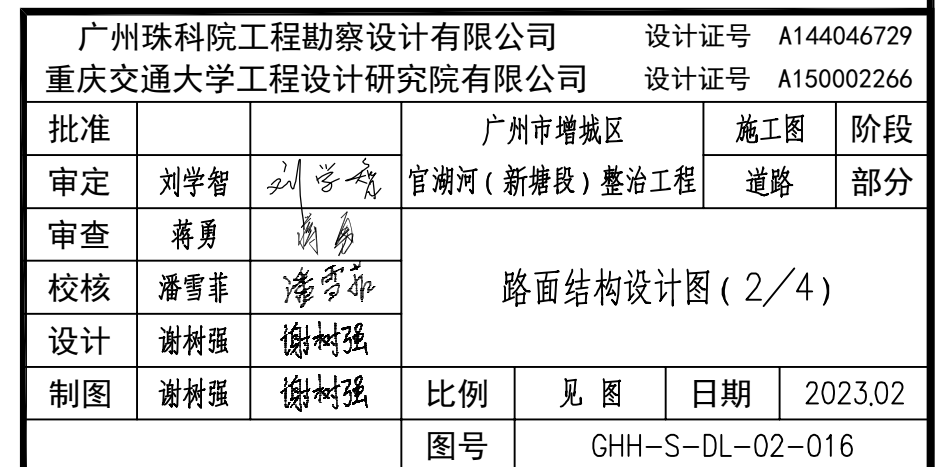 广州珠科院工程勘察设计有限公司 设计证号 A144046729
重庆交通大学工程设计研究院有限公司 设计证号 A150002266
批准 广州市增城区 施工图 阶段
审定 刘学智 刘学智 官湖河(新塘段)整治工程 道路 部分
审查 蒋勇 蒋勇
校核 潘雪菲 潘雪菲 路面结构设计图(2/4)
设计 谢树强 谢树强
制图 谢树强 谢树强 比例 见图 日期 2023.02
图号 GHH-S-DL-02-016